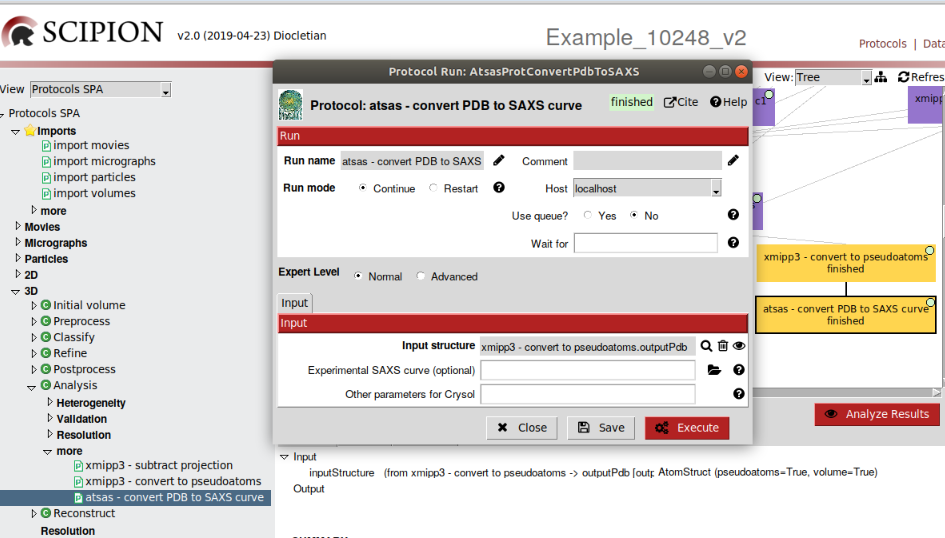 SCIPION v2.0 (2019-04-23) Diocletian
Example_10248_v2
Protocols | Data
View Protocols SPA
Protocols SPA
Imports
import movies
import micrographs
import particles
import volumes
more
Movies
Micrographs
Particles
2D
3D
Initial volume
Preprocess
Classify
Refine
Postprocess
Analysis
Heterogeneity
Validation
Resolution
more
xmipp3 - subtract projection
xmipp3 - convert to pseudoatoms
atsas - convert PDB to SAXS curve
Reconstruct
Resolution
Protocol Run: AtsasProtConvertPdbToSAXS
Protocol: atsas - convert PDB to SAXS curve finished Cite Help
Run
Run name atsas - convert PDB to SAXS Comment
Run mode Continue Restart Host localhost
Use queue? Yes No
Wait for
Expert Level Normal Advanced
Input
Input
Input structure xmipp3 - convert to pseudoatoms.outputPdb
Experimental SAXS curve (optional)
Other parameters for Crysol
Close Save Execute
View: Tree Refres
c1
xmipp
xmipp3 - convert to pseudoatoms
finished
atsas - convert PDB to SAXS curve
finished
Analyze Results
Input
inputStructure (from xmipp3 - convert to pseudoatoms -> outputPdb [outp AtomStruct (pseudoatoms=True, volume=True)
Output